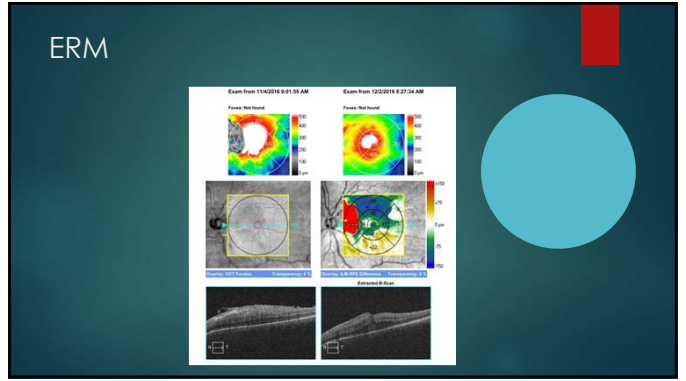 ERM
Exam from 11/4/2016 9:01:55 AM
Exam from 12/2/2016 8:27:34 AM
Fovea: Not found
Fovea: Not found
500
400
300
200
100
0 µm
500
400
300
200
100
0 µm
+150
+75
0 µm
-75
-150
Overlay: OCT Fundus Transparency: 0 %
Overlay: ILM-RPE Difference Transparency: 0 %
Extracted B-Scan
N T
N T